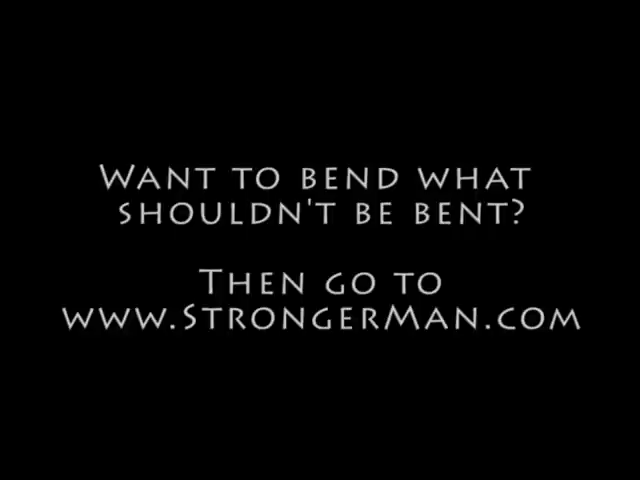 Want to bend what
shouldn't be bent?
Then go to
www.StrongerMan.com